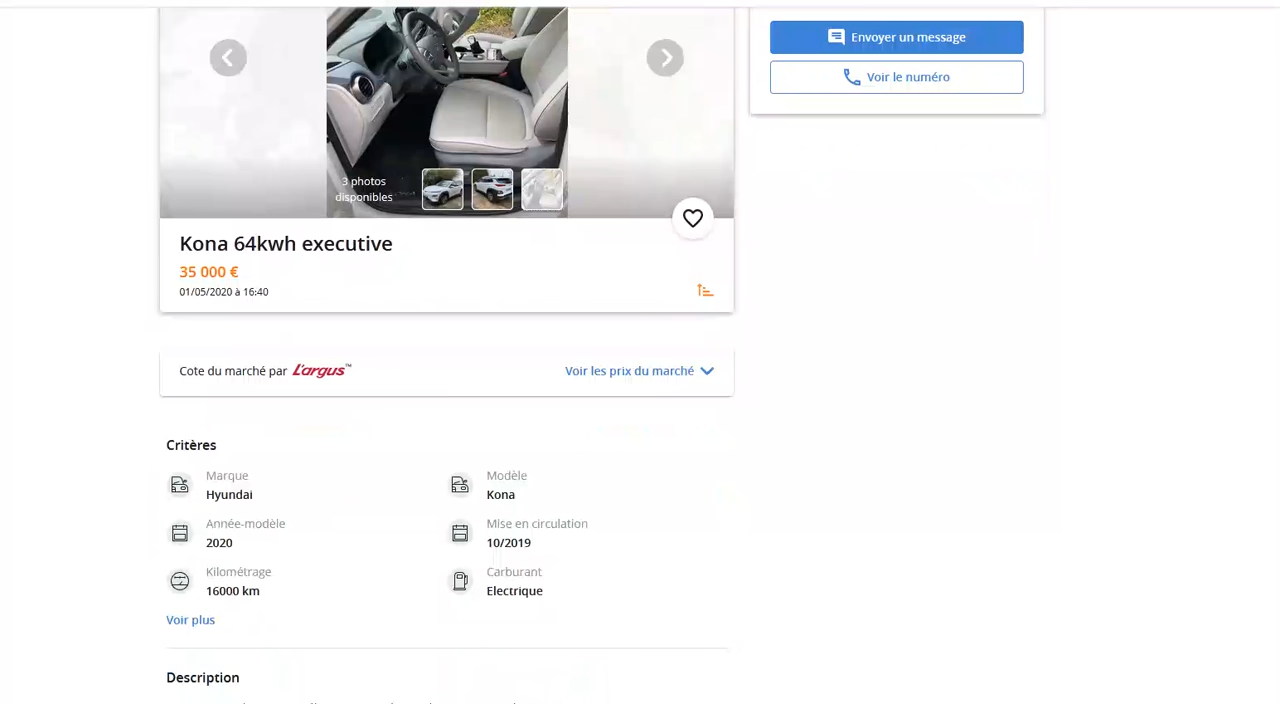 Envoyer un message
Voir le numéro
3 photos
disponibles
Kona 64kwh executive
35 000 €
01/05/2020 à 16:40
Cote du marché par L'argus™
Voir les prix du marché
Critères
Marque
Hyundai
Modèle
Kona
Année-modèle
2020
Mise en circulation
10/2019
Kilométrage
16000 km
Carburant
Electrique
Voir plus
Description